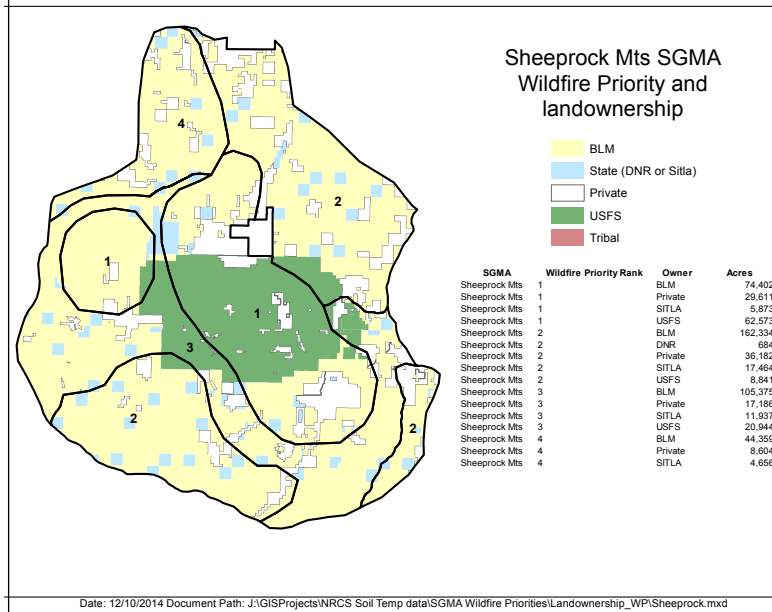 Sheeprock Mts SGMA
Wildfire Priority and
landownership
BLM
State (DNR or Sitla)
Private
USFS
Tribal
SGMA Wildfire Priority Rank Owner Acres
Sheeprock Mts 1 BLM 74,402
Sheeprock Mts 1 Private 29,611
Sheeprock Mts 1 SITLA 5,873
Sheeprock Mts 1 USFS 62,573
Sheeprock Mts 2 BLM 162,334
Sheeprock Mts 2 DNR 684
Sheeprock Mts 2 Private 36,182
Sheeprock Mts 2 SITLA 17,464
Sheeprock Mts 2 USFS 8,841
Sheeprock Mts 3 BLM 105,375
Sheeprock Mts 3 Private 17,186
Sheeprock Mts 3 SITLA 11,937
Sheeprock Mts 3 USFS 20,944
Sheeprock Mts 4 BLM 44,359
Sheeprock Mts 4 Private 8,604
Sheeprock Mts 4 SITLA 4,656
4
2
1
1
3
2
2
Date: 12/10/2014 Document Path: J:\GISProjects\NRCS Soil Temp data\SGMA Wildfire Priorities\Landownership_WP\Sheeprock.mxd